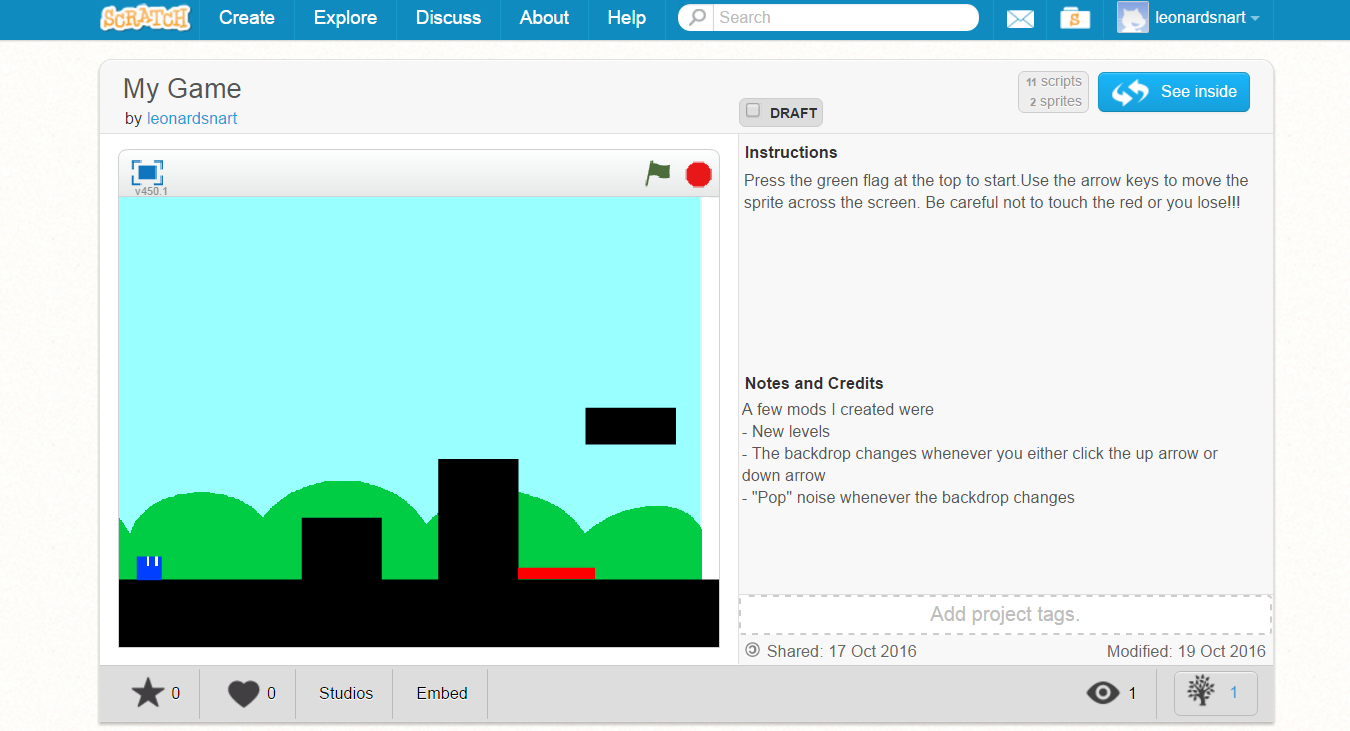 SCRATCH Create Explore Discuss About Help Search S leonardsnart
My Game
by leonardsnart
11 scripts
2 sprites
See inside
DRAFT
v450.1
Instructions
Press the green flag at the top to start.Use the arrow keys to move the
sprite across the screen. Be careful not to touch the red or you lose!!!
Notes and Credits
A few mods I created were
- New levels
- The backdrop changes whenever you either click the up arrow or
down arrow
- "Pop" noise whenever the backdrop changes
Add project tags.
Shared: 17 Oct 2016 Modified: 19 Oct 2016
0 0 Studios Embed 1 1